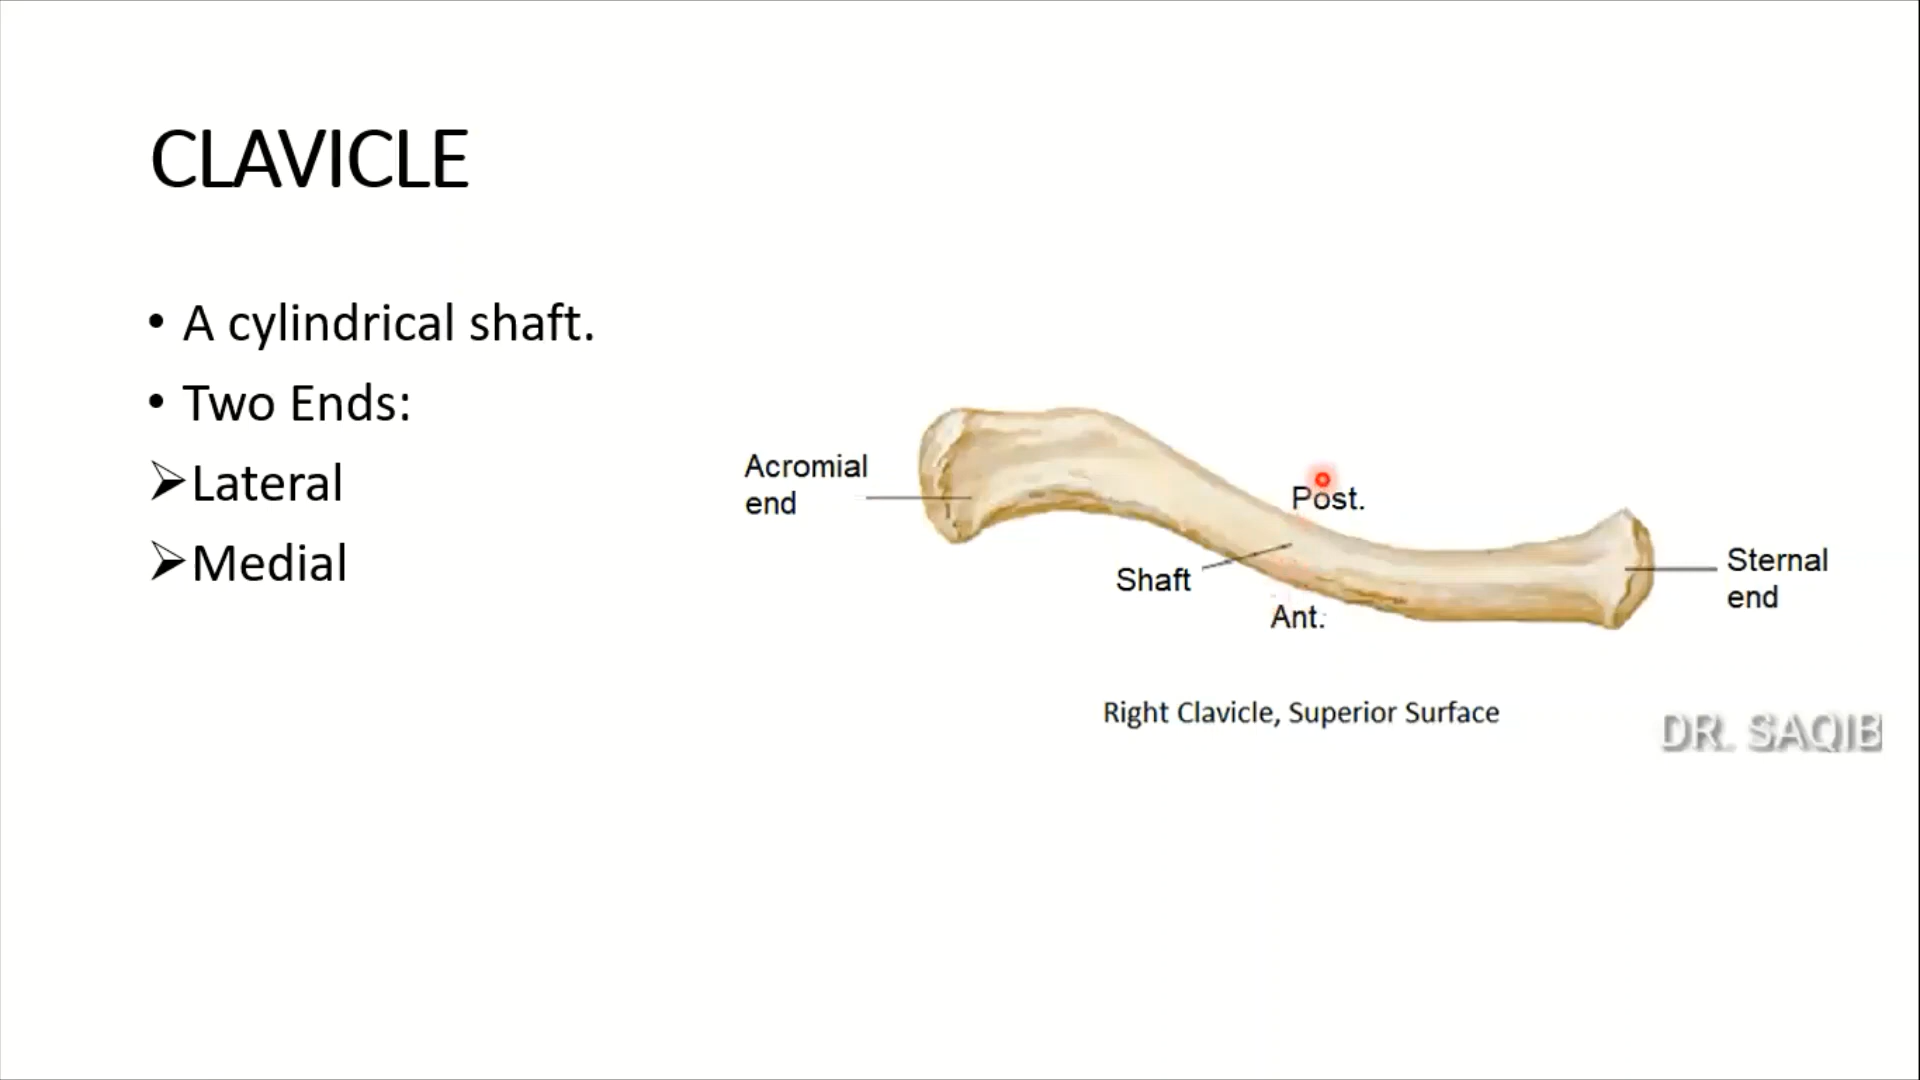 CLAVICLE
• A cylindrical shaft.
• Two Ends:
➢Lateral
➢Medial
Acromial
end
Post.
Shaft
Ant.
Sternal
end
Right Clavicle, Superior Surface
DR. SAQIB